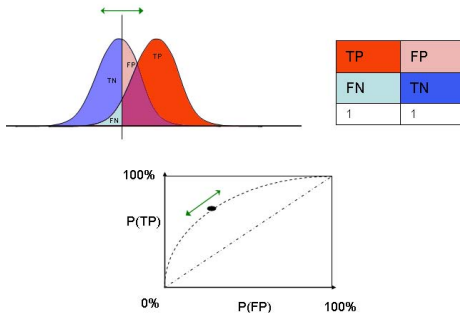 TP
FP
TN
FN
TP FP
FN TN
1 1
100%
P(TP)
0% P(FP) 100%